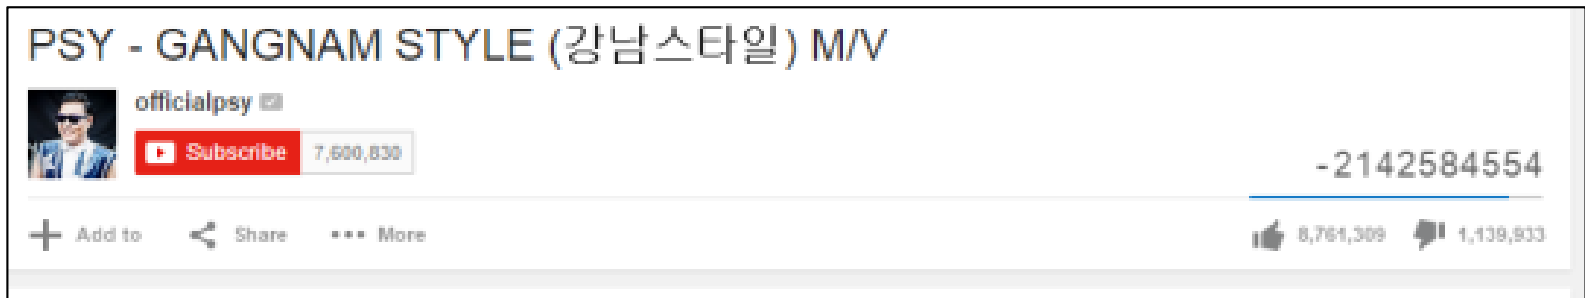 PSY - GANGNAM STYLE (강남스타일) M/V
officialpsy
Subscribe 7,600,830
-2142584554
Add to Share More 8,761,309 1,139,933